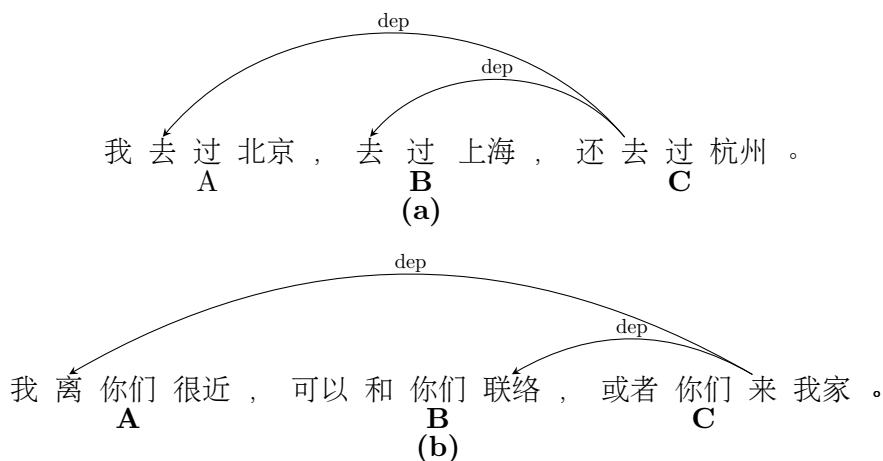 dep
dep
我 去 过 北京 ， 去 过 上海 ， 还 去 过 杭州 。
A B C
(a)
dep
dep
我 离 你们 很近 ， 可以 和 你们 联络 ， 或者 你们 来 我家 。
A B C
(b)